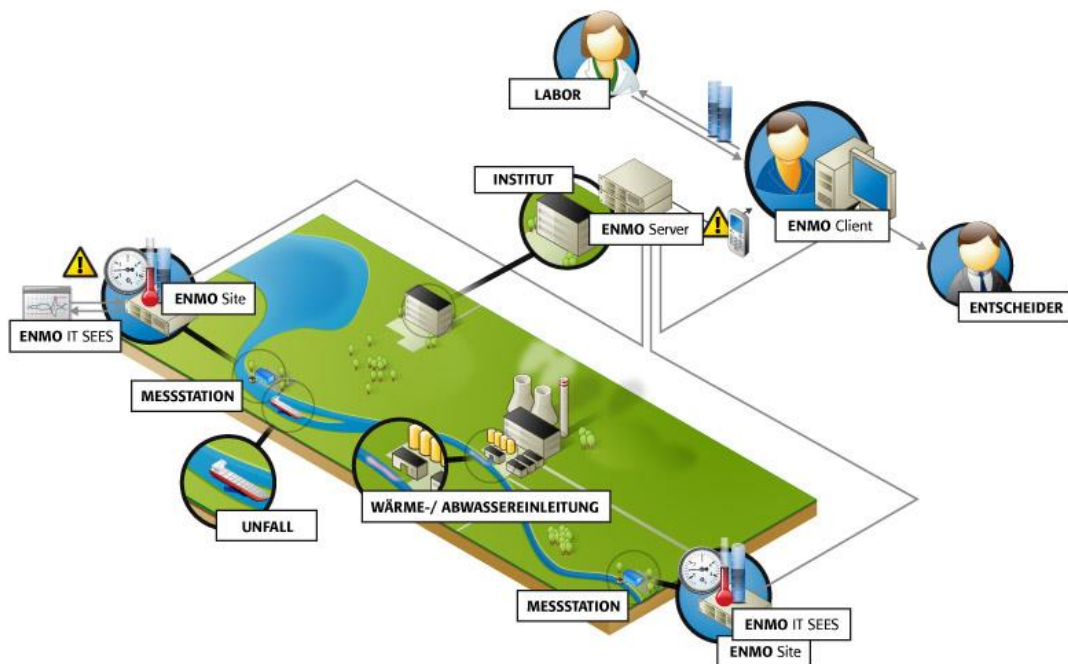 LABOR
INSTITUT
ENMO Server
ENMO Client
ENTSCHEIDER
ENMO Site
ENMO IT SEES
MESSSTATION
UNFALL
WÄRME-/ ABWASSEREINLEITUNG
MESSSTATION
ENMO IT SEES
ENMO Site